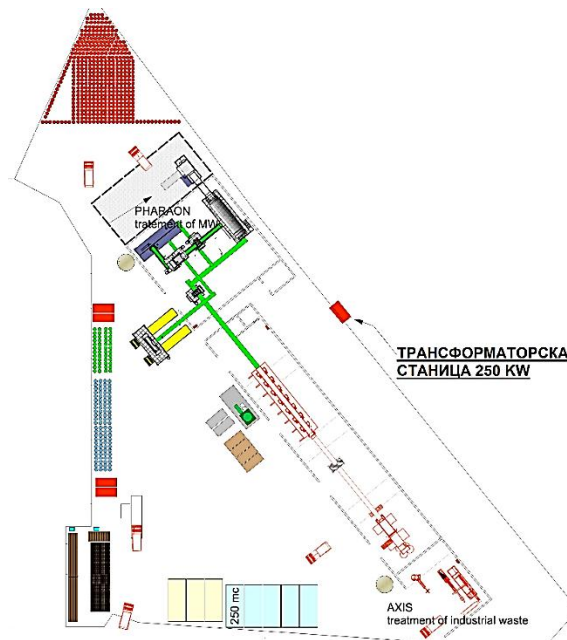 PHARAON
tratement of MW
ТРАНСФОРМАТОРСКА
СТАНИЦА 250 KW
250 mc
AXIS
treatment of industrial waste